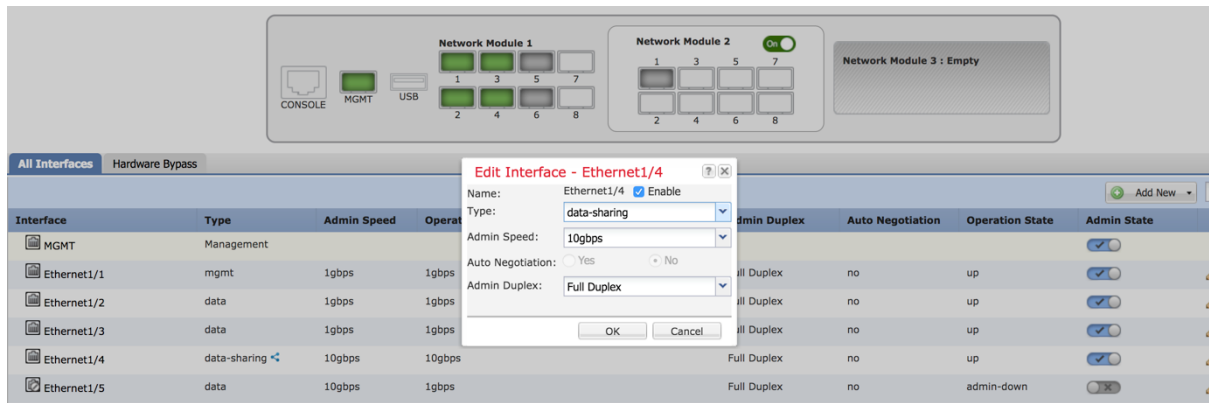 Network Module 1
Network Module 2 On
Network Module 3 : Empty
1 3 5 7
1 3 5 7
CONSOLE MGMT USB
2 4 6 8
2 4 6 8
All Interfaces Hardware Bypass
Edit Interface - Ethernet1/4 ?
Name: Ethernet1/4 Enable
Type: data-sharing
Admin Speed: 10gbps
Auto Negotiation: Yes No
Admin Duplex: Full Duplex
OK Cancel
Add New
Interface Type Admin Speed Operat dmin Duplex Auto Negotiation Operation State Admin State
MGMT Management
Ethernet1/1 mgmt 1gbps 1gbps ull Duplex no up
Ethernet1/2 data 1gbps 1gbps ull Duplex no up
Ethernet1/3 data 1gbps 1gbps ull Duplex no up
Ethernet1/4 data-sharing 10gbps 10gbps Full Duplex no up
Ethernet1/5 data 10gbps 1gbps Full Duplex no admin-down